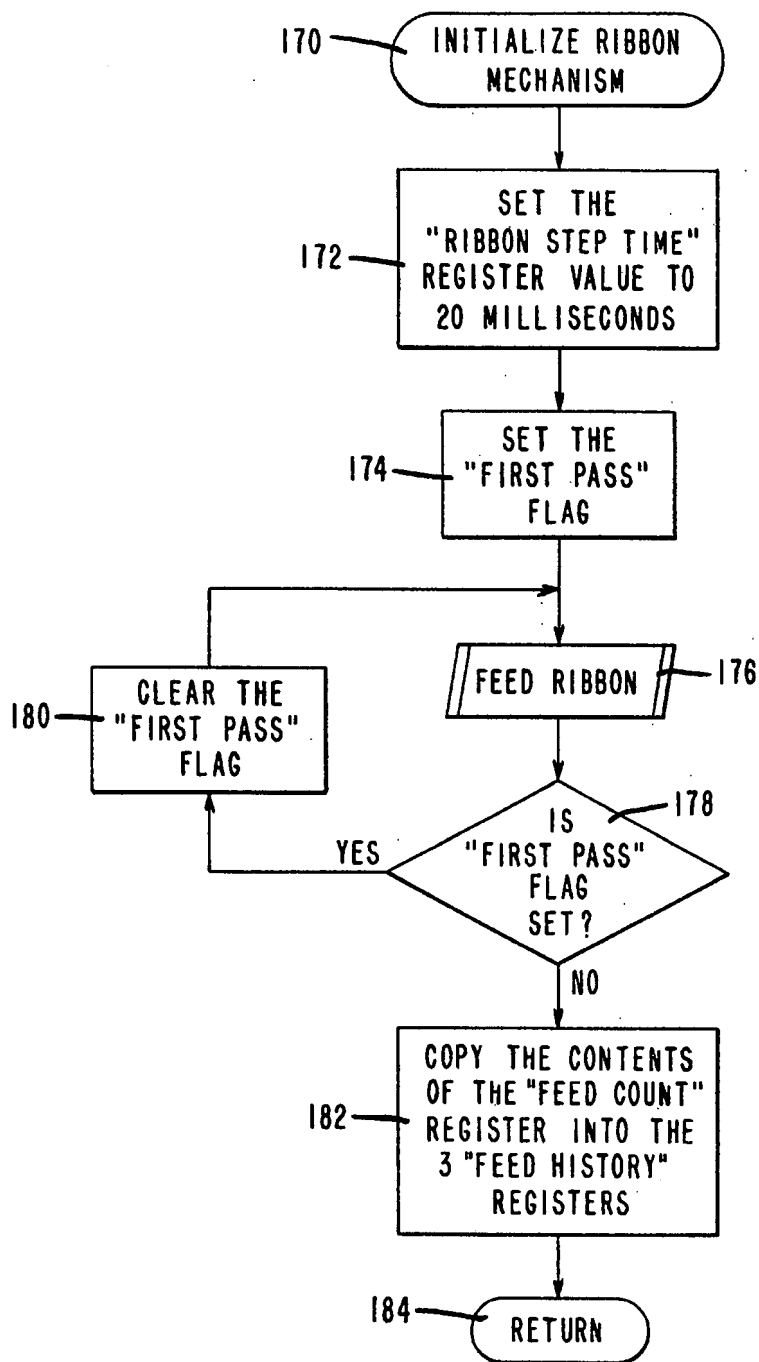 170
INITIALIZE RIBBON
MECHANISM
172
SET THE
"RIBBON STEP TIME"
REGISTER VALUE TO
20 MILLISECONDS
174
SET THE
"FIRST PASS"
FLAG
180
CLEAR THE
"FIRST PASS"
FLAG
FEED RIBBON
176
178
IS
"FIRST PASS"
FLAG
SET?
YES
NO
182
COPY THE CONTENTS
OF THE "FEED COUNT"
REGISTER INTO THE
3 "FEED HISTORY"
REGISTERS
184
RETURN